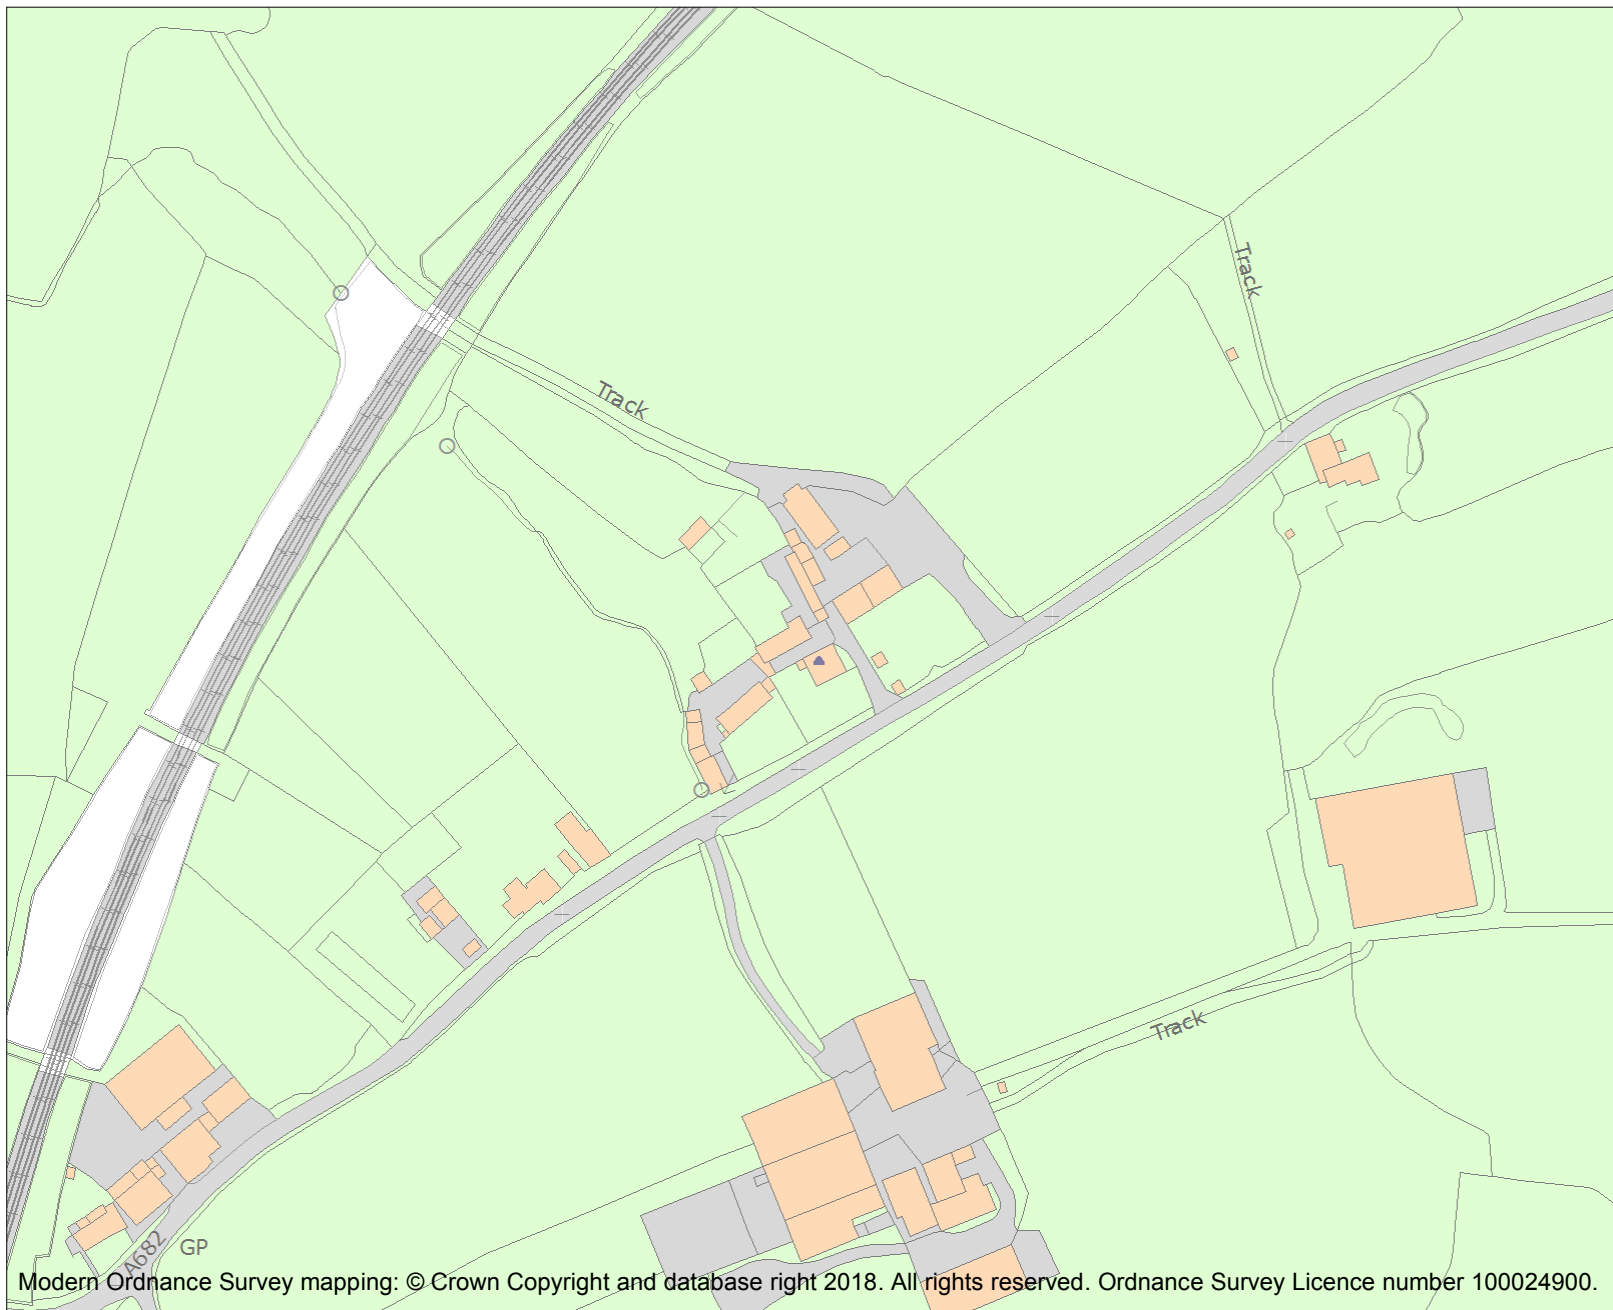 Track
Track
Track
A682
GP
Modern Ordnance Survey mapping: © Crown Copyright and database right 2018. All rights reserved. Ordnance Survey Licence number 100024900.